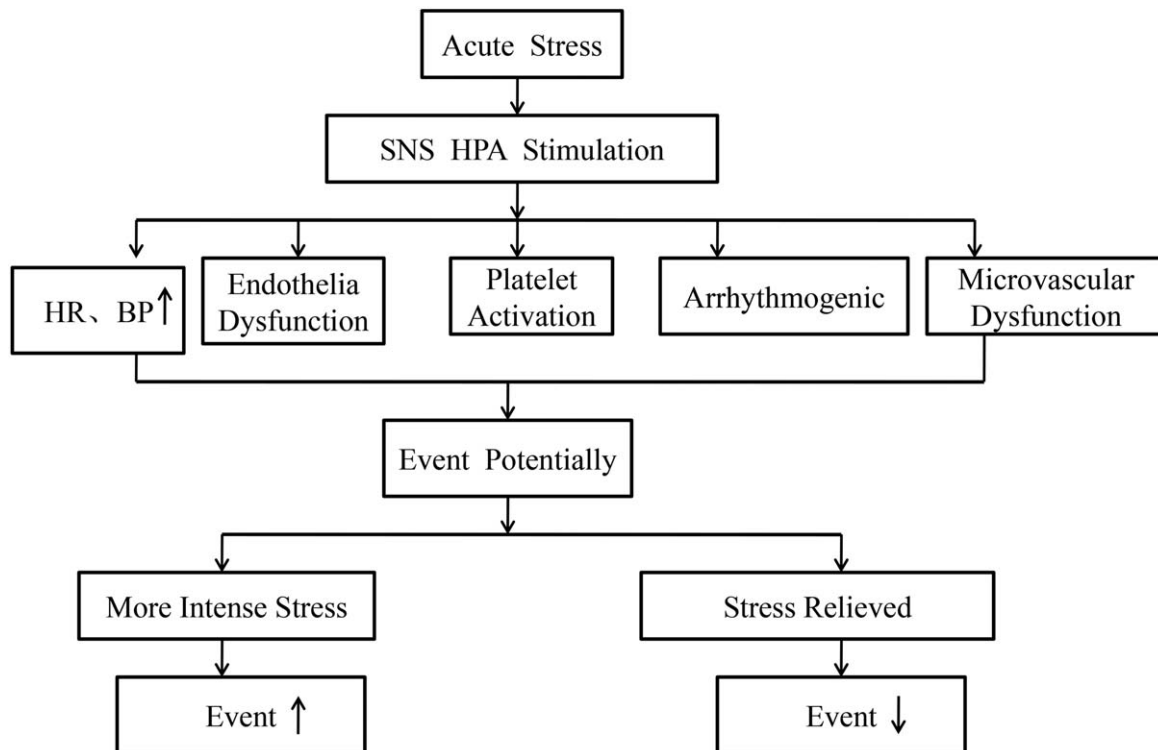 Acute Stress
SNS HPA Stimulation
HR、BP ↑
Endothelia
Dysfunction
Platelet
Activation
Arrhythmogenic
Microvascular
Dysfunction
Event Potentially
More Intense Stress
Stress Relieved
Event ↑
Event ↓